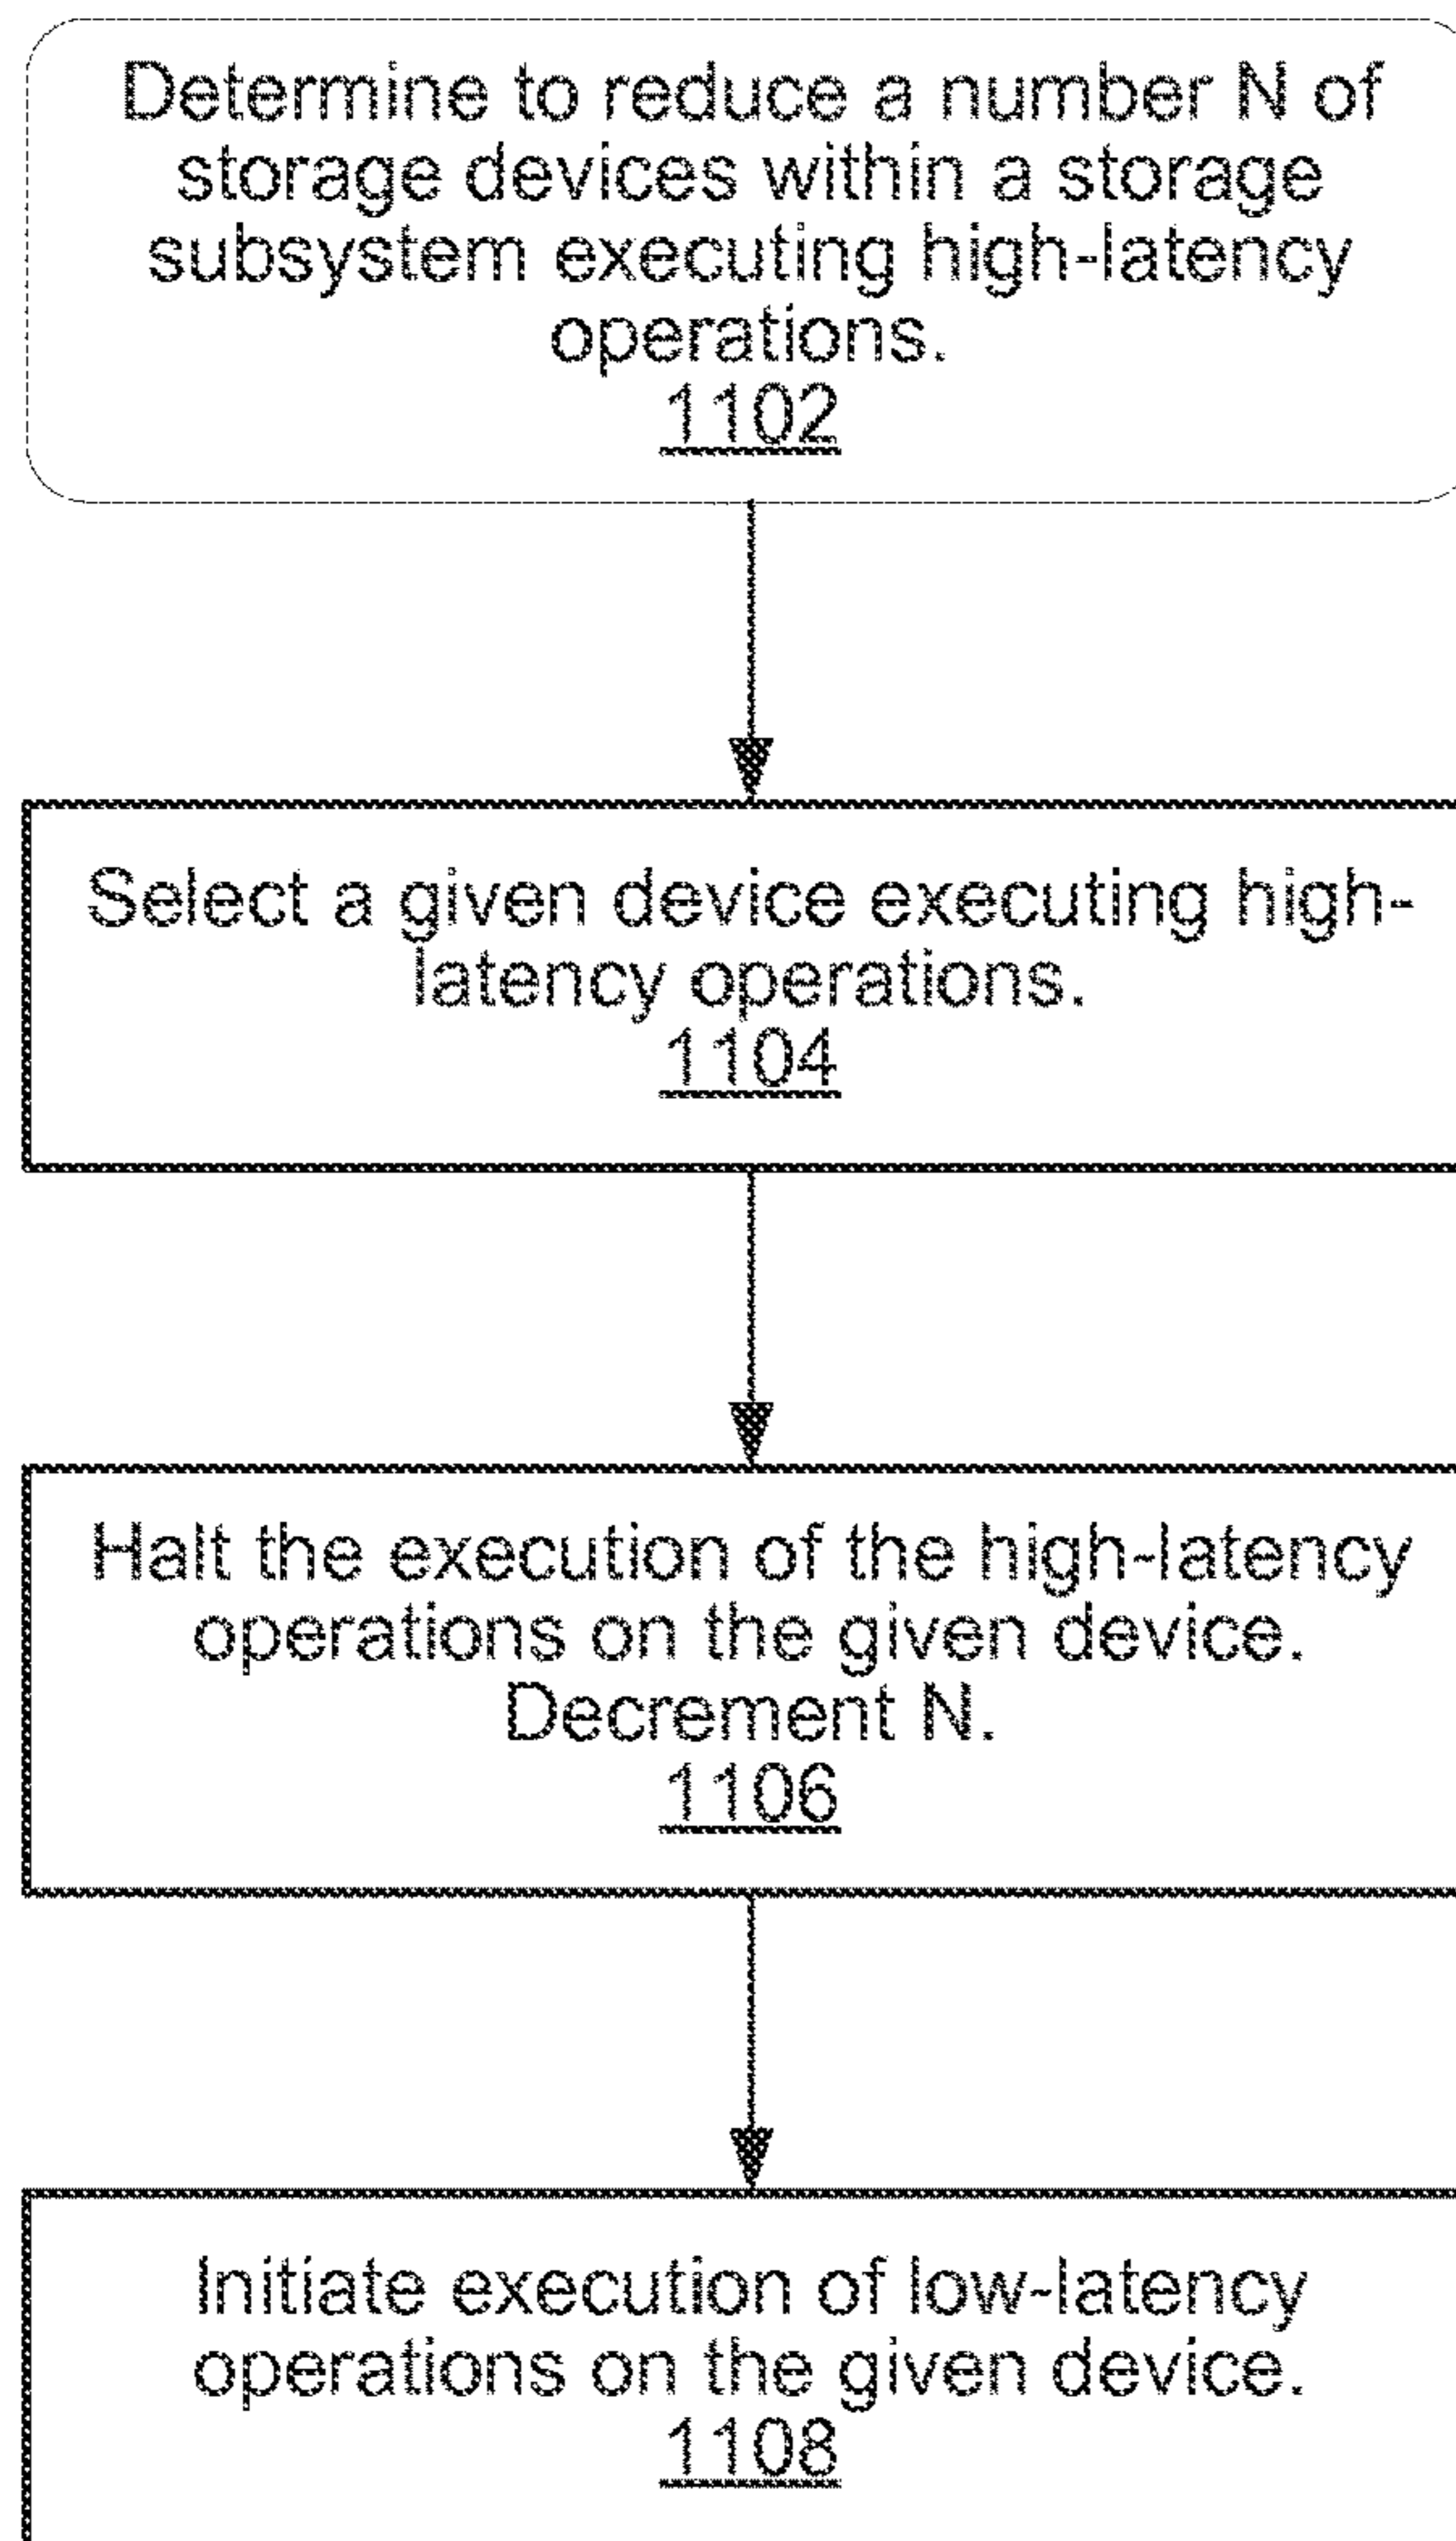 Determine to reduce a number N of
storage devices within a storage
subsystem executing high-latency
operations.
1102
Select a given device executing high-
latency operations.
1104
Halt the execution of the high-latency
operations on the given device.
Decrement N.
1106
Initiate execution of low-latency
operations on the given device.
1108